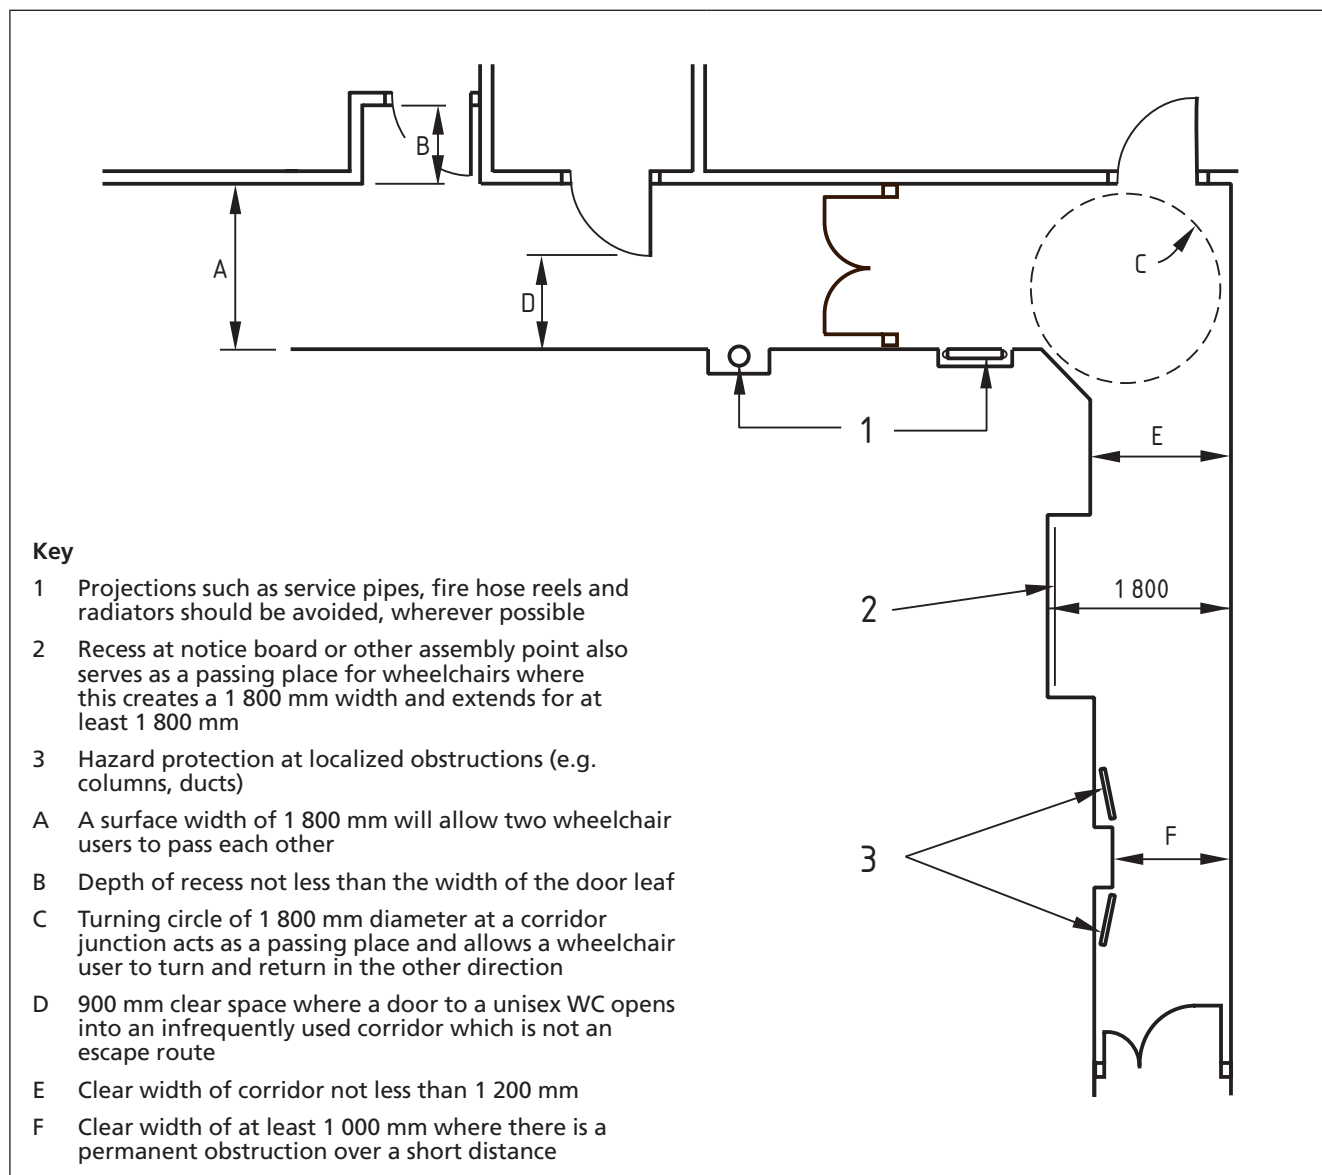 B
A
D
C
1
E
2
1 800
3
F
Key
1 Projections such as service pipes, fire hose reels and
radiators should be avoided, wherever possible
2 Recess at notice board or other assembly point also
serves as a passing place for wheelchairs where
this creates a 1 800 mm width and extends for at
least 1 800 mm
3 Hazard protection at localized obstructions (e.g.
columns, ducts)
A A surface width of 1 800 mm will allow two wheelchair
users to pass each other
B Depth of recess not less than the width of the door leaf
C Turning circle of 1 800 mm diameter at a corridor
junction acts as a passing place and allows a wheelchair
user to turn and return in the other direction
D 900 mm clear space where a door to a unisex WC opens
into an infrequently used corridor which is not an
escape route
E Clear width of corridor not less than 1 200 mm
F Clear width of at least 1 000 mm where there is a
permanent obstruction over a short distance